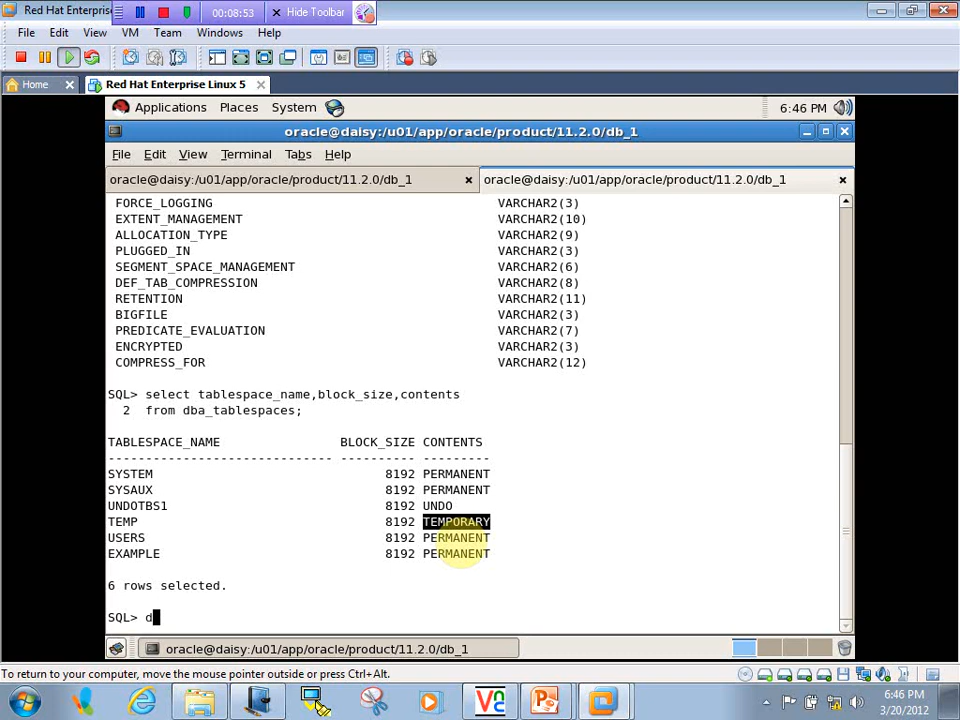 Red Hat Enterprise
00:08:53
Hide Toolbar
File Edit View VM Team Windows Help
Home
Red Hat Enterprise Linux 5
Applications Places System
6:46 PM
oracle@daisy:/u01/app/oracle/product/11.2.0/db_1
File Edit View Terminal Tabs Help
oracle@daisy:/u01/app/oracle/product/11.2.0/db_1
oracle@daisy:/u01/app/oracle/product/11.2.0/db_1
FORCE_LOGGING VARCHAR2(3)
EXTENT_MANAGEMENT VARCHAR2(10)
ALLOCATION_TYPE VARCHAR2(9)
PLUGGED_IN VARCHAR2(3)
SEGMENT_SPACE_MANAGEMENT VARCHAR2(6)
DEF_TAB_COMPRESSION VARCHAR2(8)
RETENTION VARCHAR2(11)
BIGFILE VARCHAR2(3)
PREDICATE_EVALUATION VARCHAR2(7)
ENCRYPTED VARCHAR2(3)
COMPRESS_FOR VARCHAR2(12)
SQL> select tablespace_name,block_size,contents
2 from dba_tablespaces;
TABLESPACE_NAME BLOCK_SIZE CONTENTS
------------------------------ ---------- ---------
SYSTEM 8192 PERMANENT
SYSAUX 8192 PERMANENT
UNDOTBS1 8192 UNDO
TEMP 8192 TEMPORARY
USERS 8192 PERMANENT
EXAMPLE 8192 PERMANENT
6 rows selected.
SQL> d
oracle@daisy:/u01/app/oracle/product/11.2.0/db_1
To return to your computer, move the mouse pointer outside or press Ctrl+Alt.
6:46 PM
3/20/2012